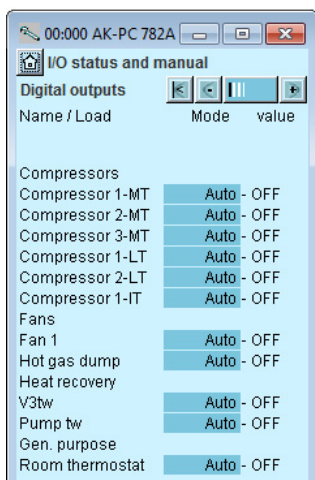 00:000 AK-PC 782A
I/O status and manual
Digital outputs
Name / Load Mode value
Compressors
Compressor 1-MT Auto - OFF
Compressor 2-MT Auto - OFF
Compressor 3-MT Auto - OFF
Compressor 1-LT Auto - OFF
Compressor 2-LT Auto - OFF
Compressor 1-IT Auto - OFF
Fans
Fan 1 Auto - OFF
Hot gas dump Auto - OFF
Heat recovery
V3tw Auto - OFF
Pump tw Auto - OFF
Gen. purpose
Room thermostat Auto - OFF